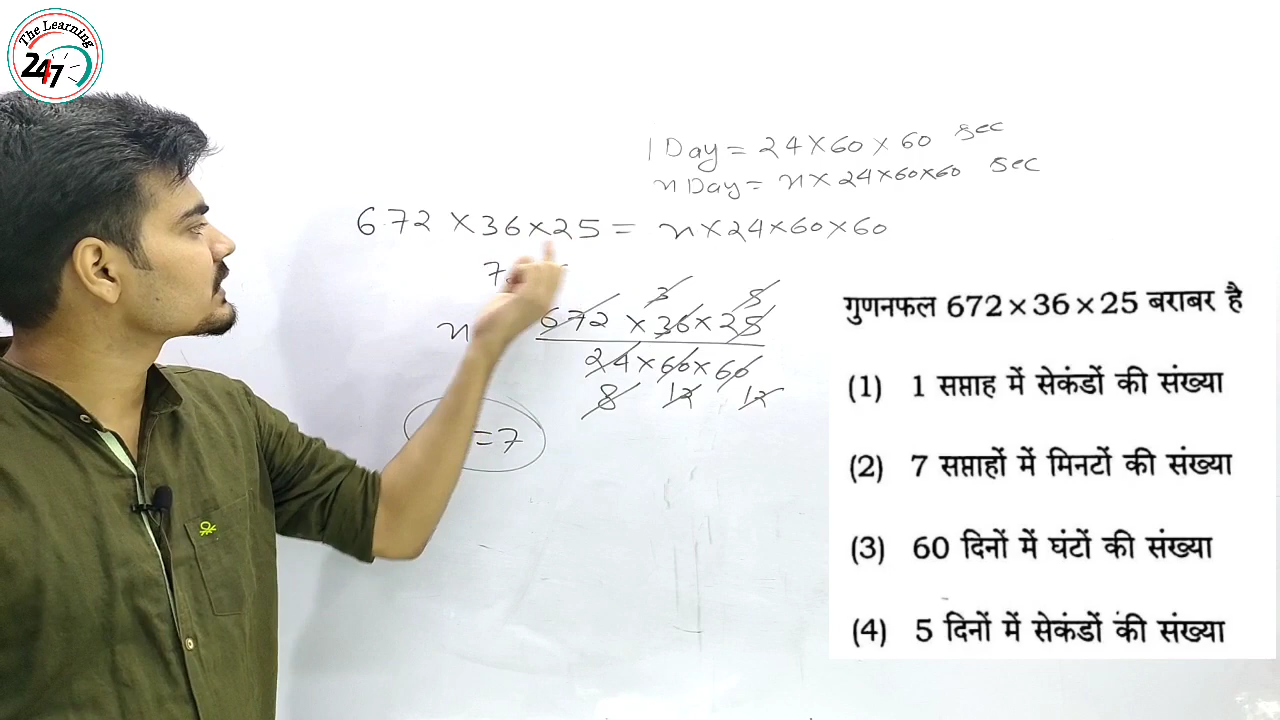 The Learning
247
1 Day = 24×60×60 sec
n Day = n×24×60×60 sec
672 ×36×25 = n×24×60×60
7
3 5
n 672 ×36×25
24×60×60
8 12 12
=7
गुणनफल 672×36×25 बराबर है
(1) 1 सप्ताह में सेकंडों की संख्या
(2) 7 सप्ताहों में मिनटों की संख्या
(3) 60 दिनों में घंटों की संख्या
(4) 5 दिनों में सेकंडों की संख्या